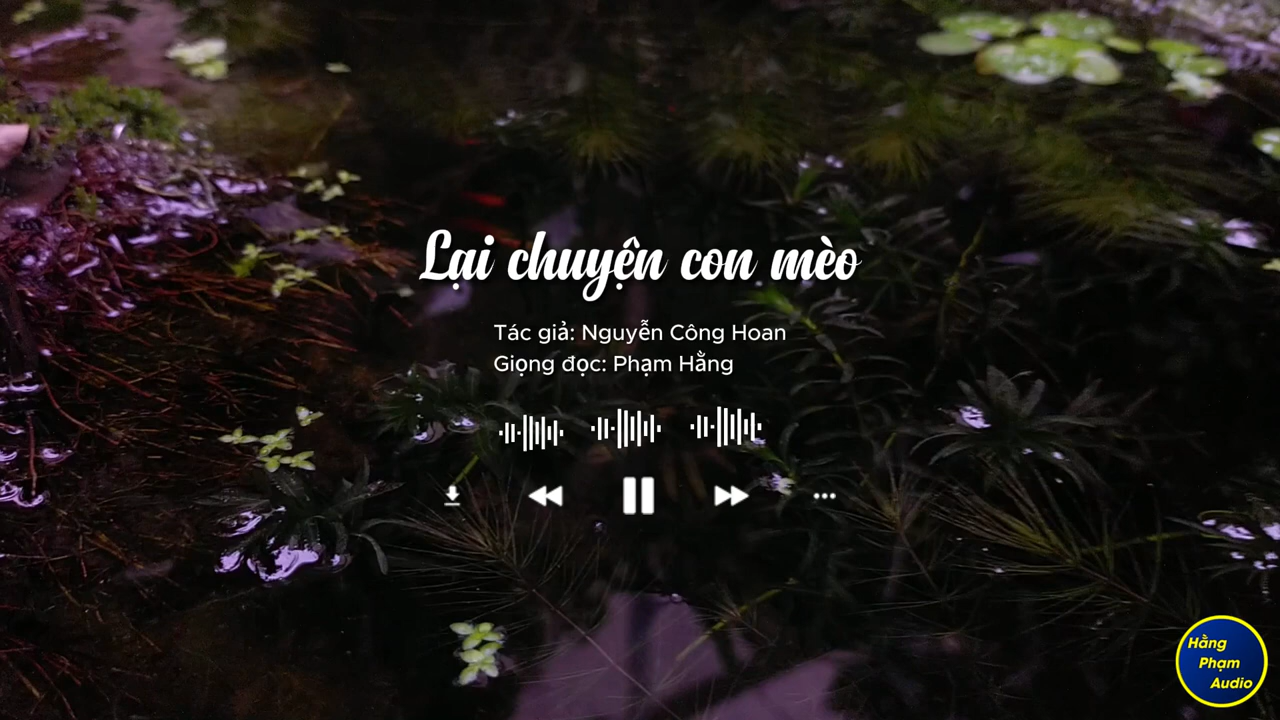 Lại chuyện con mèo
Tác giả: Nguyễn Công Hoan
Giọng đọc: Phạm Hằng
Hằng
Phạm
Audio